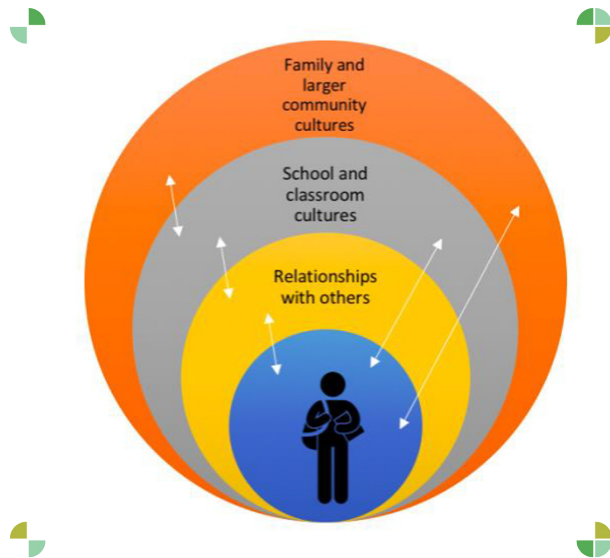 Family and
larger
community
cultures
School and
classroom
cultures
Relationships
with others